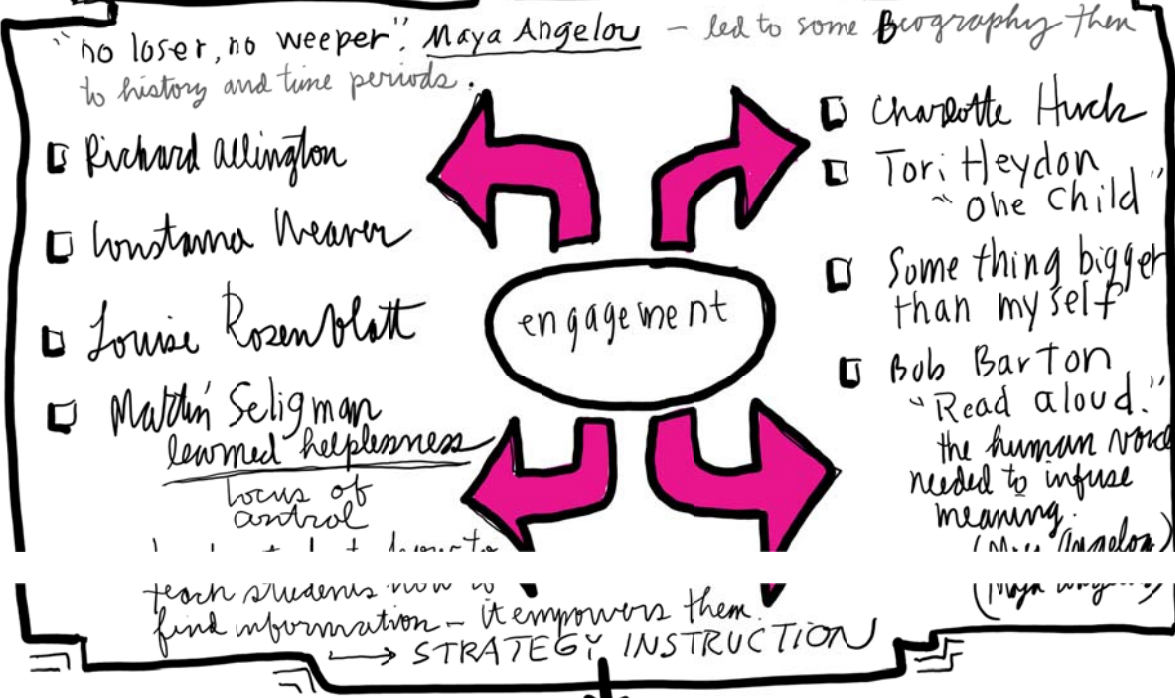 "no loser, no weeper". Maya Angelou – led to some Biography then
to history and time periods.
Richard Allington
Constance Weaver
Louise Rosenblatt
Martin Seligman
learned helplessness
locus of
control
engagement
Charlotte Huck
Tori Heydon
"One Child"
Something bigger
than myself
Bob Barton
"Read aloud."
the human voice
needed to infuse
meaning.
(Maya Angelou)
teach students how to
find information – it empowers them.
→ STRATEGY INSTRUCTION